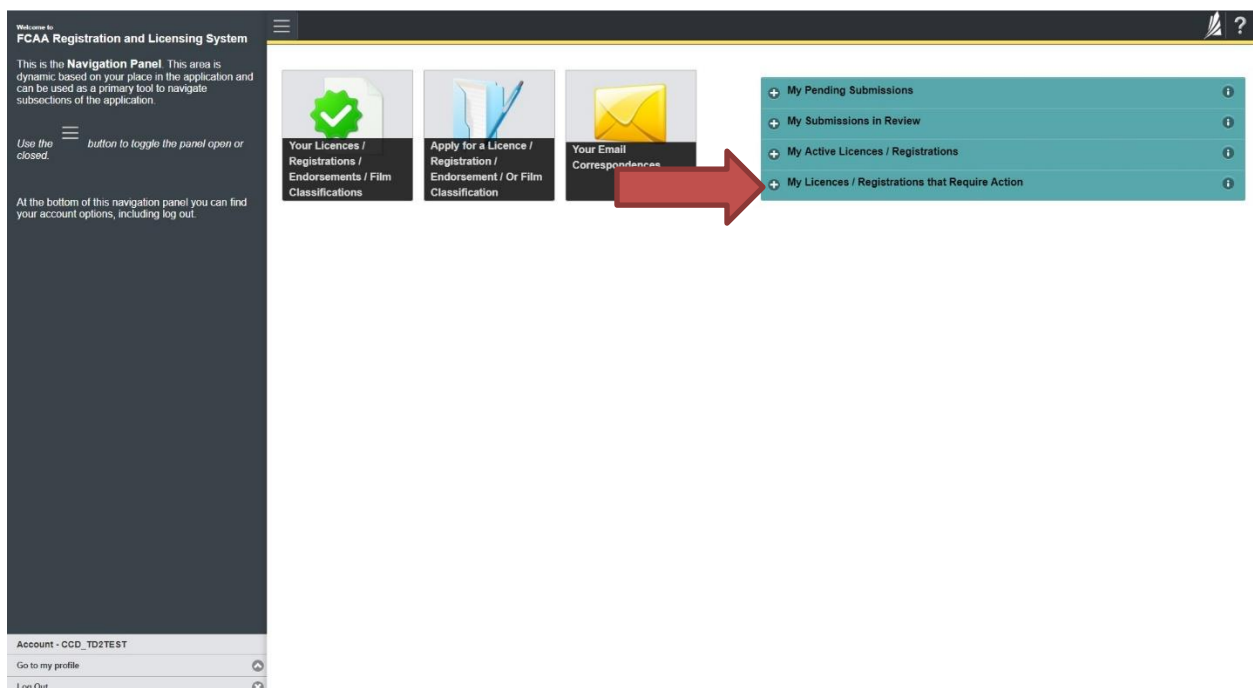 Welcome to
FCAA Registration and Licensing System
This is the Navigation Panel. This area is
dynamic based on your place in the application and
can be used as a primary tool to navigate
subsections of the application.
Use the button to toggle the panel open or
closed.
At the bottom of this navigation panel you can find
your account options, including log out.
Account - CCD_TD2TEST
Go to my profile
Log Out
?
Your Licences /
Registrations /
Endorsements / Film
Classifications
Apply for a Licence /
Registration /
Endorsement / Or Film
Classification
Your Email
Correspondences
My Pending Submissions
My Submissions in Review
My Active Licences / Registrations
My Licences / Registrations that Require Action